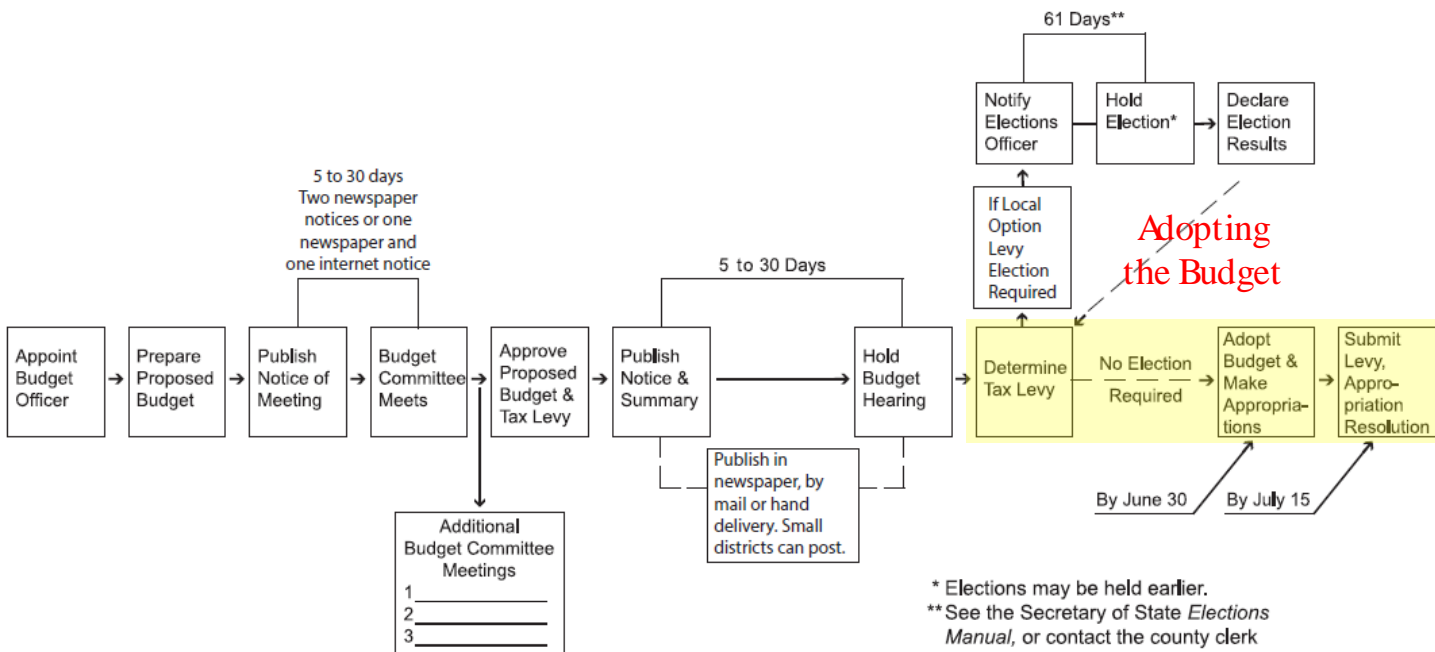 61 Days**
Notify
Elections
Officer
Hold
Election*
Declare
Election
Results
5 to 30 days
Two newspaper
notices or one
newspaper and
one internet notice
If Local
Option
Levy
Election
Required
Adopting
the Budget
5 to 30 Days
Appoint
Budget
Officer
Prepare
Proposed
Budget
Publish
Notice of
Meeting
Budget
Committee
Meets
Approve
Proposed
Budget &
Tax Levy
Publish
Notice &
Summary
Hold
Budget
Hearing
Determine
Tax Levy
No Election
Required
Adopt
Budget &
Make
Appropria-
tions
Submit
Levy,
Appro-
priation
Resolution
Publish in
newspaper, by
mail or hand
delivery. Small
districts can post.
By June 30
By July 15
Additional
Budget Committee
Meetings
1
2
3
* Elections may be held earlier.
** See the Secretary of State Elections
Manual, or contact the county clerk